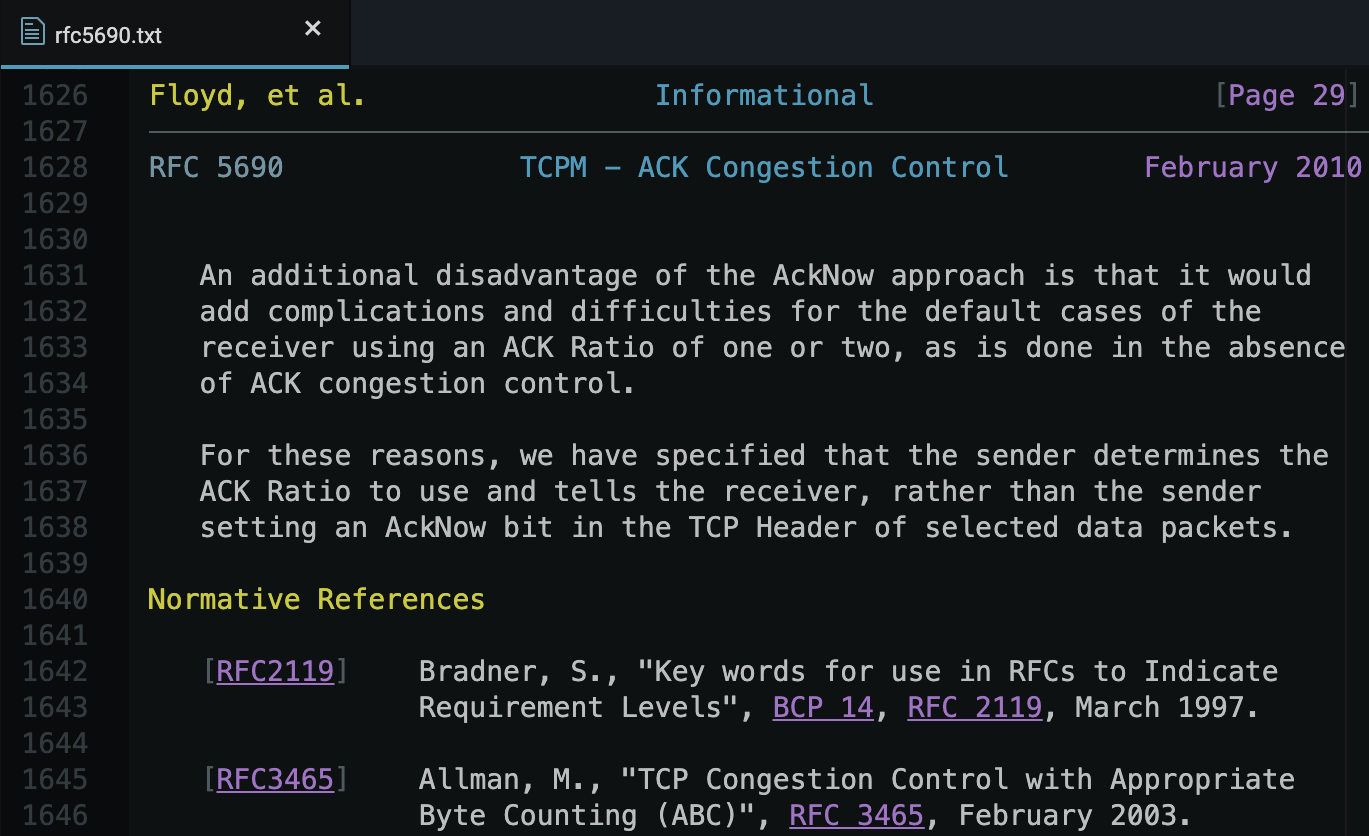 rfc5690.txt ×
1626 Floyd, et al. Informational [Page 29]
1627
1628 RFC 5690 TCPM – ACK Congestion Control February 2010
1629
1630
1631 An additional disadvantage of the AckNow approach is that it would
1632 add complications and difficulties for the default cases of the
1633 receiver using an ACK Ratio of one or two, as is done in the absence
1634 of ACK congestion control.
1635
1636 For these reasons, we have specified that the sender determines the
1637 ACK Ratio to use and tells the receiver, rather than the sender
1638 setting an AckNow bit in the TCP Header of selected data packets.
1639
1640 Normative References
1641
1642 [RFC2119] Bradner, S., "Key words for use in RFCs to Indicate
1643 Requirement Levels", BCP 14, RFC 2119, March 1997.
1644
1645 [RFC3465] Allman, M., "TCP Congestion Control with Appropriate
1646 Byte Counting (ABC)", RFC 3465, February 2003.